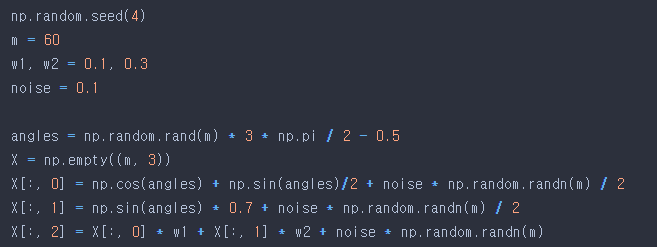 np.random.seed(4)
m = 60
w1, w2 = 0.1, 0.3
noise = 0.1
angles = np.random.rand(m) * 3 * np.pi / 2 - 0.5
X = np.empty((m, 3))
X[:, 0] = np.cos(angles) + np.sin(angles)/2 + noise * np.random.randn(m) / 2
X[:, 1] = np.sin(angles) * 0.7 + noise * np.random.randn(m) / 2
X[:, 2] = X[:, 0] * w1 + X[:, 1] * w2 + noise * np.random.randn(m)